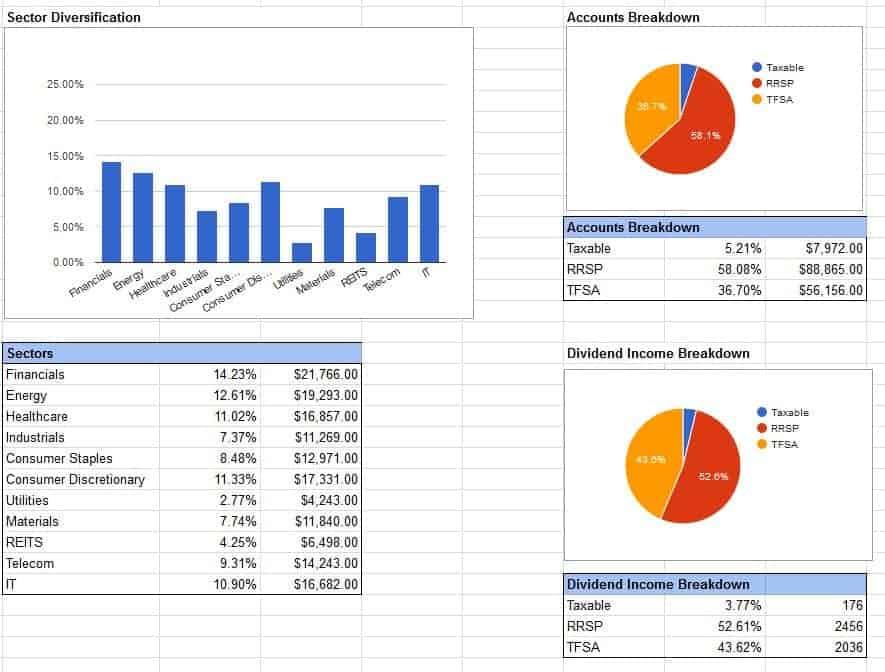 Sector Diversification
25.00%
20.00%
15.00%
10.00%
5.00%
0.00%
Financials
Energy
Healthcare
Industrials
Consumer Sta...
Consumer Dis...
Utilities
Materials
REITS
Telecom
IT
Sectors
Financials 14.23% $21,766.00
Energy 12.61% $19,293.00
Healthcare 11.02% $16,857.00
Industrials 7.37% $11,269.00
Consumer Staples 8.48% $12,971.00
Consumer Discretionary 11.33% $17,331.00
Utilities 2.77% $4,243.00
Materials 7.74% $11,840.00
REITS 4.25% $6,498.00
Telecom 9.31% $14,243.00
IT 10.90% $16,682.00
Accounts Breakdown
36.7%
58.1%
Taxable
RRSP
TFSA
Accounts Breakdown
Taxable 5.21% $7,972.00
RRSP 58.08% $88,865.00
TFSA 36.70% $56,156.00
Dividend Income Breakdown
43.6%
52.6%
Taxable
RRSP
TFSA
Dividend Income Breakdown
Taxable 3.77% 176
RRSP 52.61% 2456
TFSA 43.62% 2036